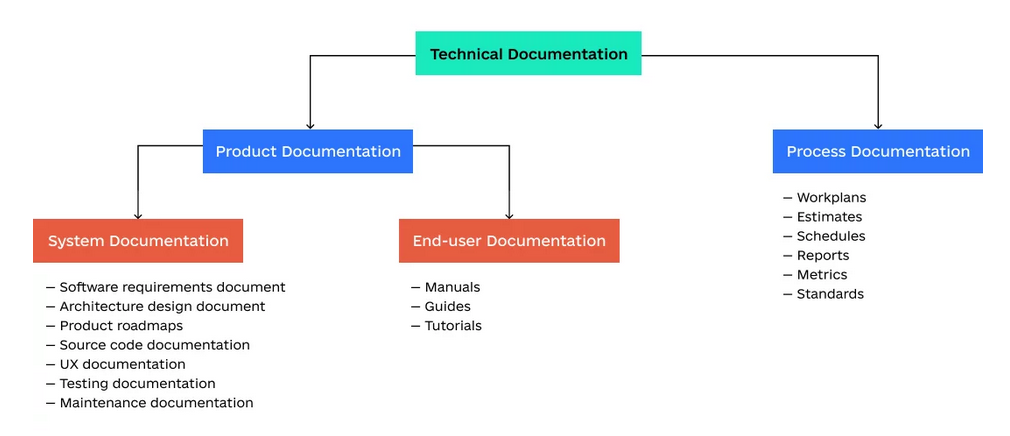 Technical Documentation
Product Documentation
Process Documentation
— Workplans
— Estimates
— Schedules
— Reports
— Metrics
— Standards
System Documentation
— Software requirements document
— Architecture design document
— Product roadmaps
— Source code documentation
— UX documentation
— Testing documentation
— Maintenance documentation
End-user Documentation
— Manuals
— Guides
— Tutorials